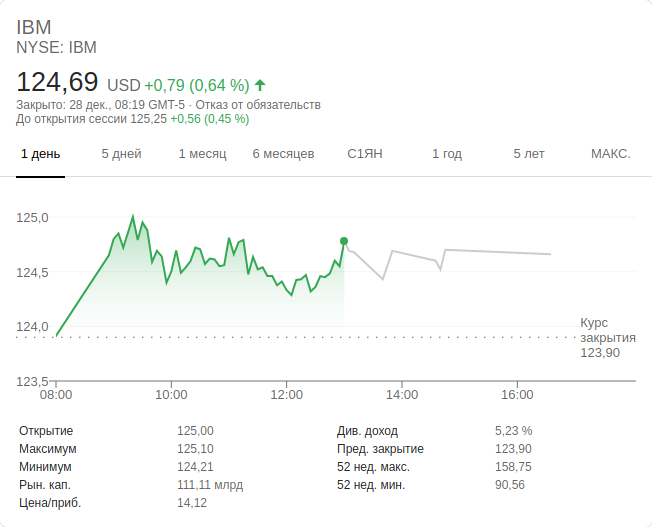 IBM
NYSE: IBM
124,69 USD +0,79 (0,64 %)
Закрыто: 28 дек., 08:19 GMT-5 · Отказ от обязательств
До открытия сессии 125,25 +0,56 (0,45 %)
1 день 5 дней 1 месяц 6 месяцев С1ЯН 1 год 5 лет МАКС.
125,0
124,5
124,0
Курс
закрытия
123,90
123,5
08:00 10:00 12:00 14:00 16:00
Открытие 125,00 Див. доход 5,23 %
Максимум 125,10 Пред. закрытие 123,90
Минимум 124,21 52 нед. макс. 158,75
Рын. кап. 111,11 млрд 52 нед. мин. 90,56
Цена/приб. 14,12